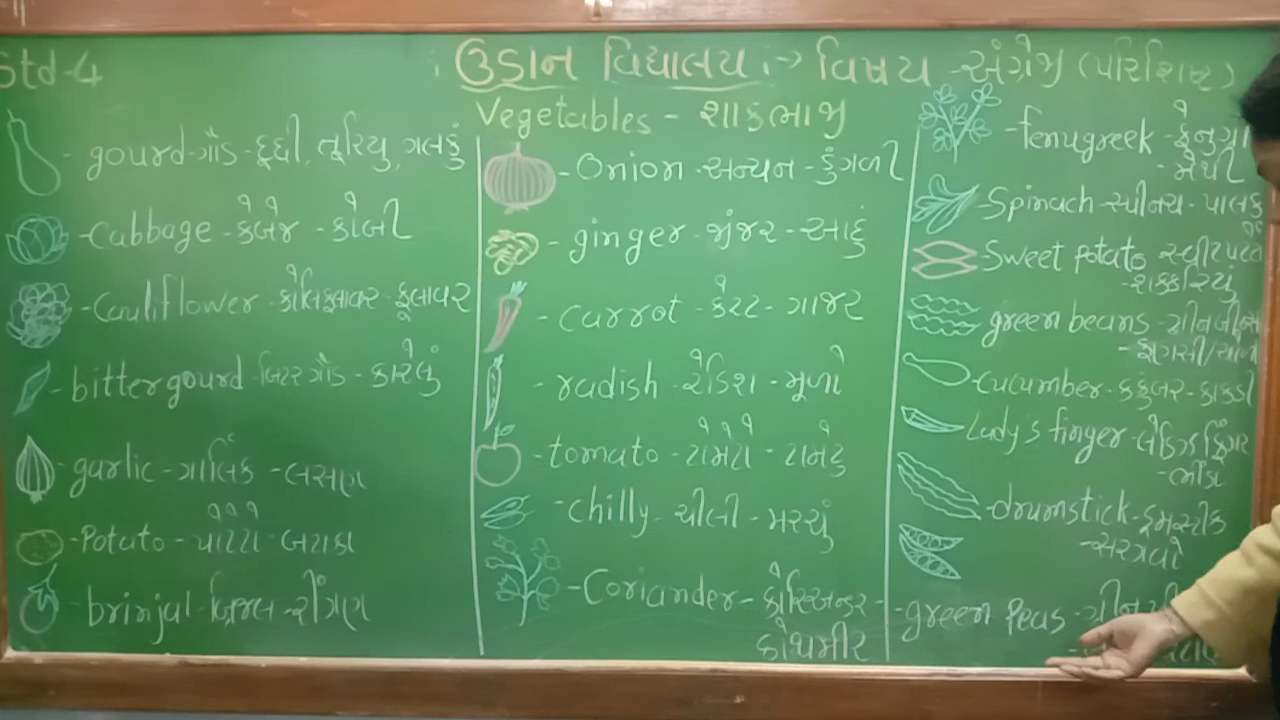 Std-4
ઉડાન વિદ્યાલય :-> વિષય - અંગ્રેજી (પરિશિષ્ટ)
Vegetables - શાકભાજી
- gourd - ગૉર્ડ - દૂધી, તૂરિયુ, ગલકું
- Cabbage - કૅબેજ - કોબી
- Cauliflower - કૉલિફ્લાવર - ફૂલાવર
- bittergourd - બિટરગૉર્ડ - કારેલું
- garlic - ગાર્લિક - લસણ
- Potato - પોટેટો - બટાકા
- brinjal - બ્રિંજલ - રીંગણ
- Onion - અન્યન - ડુંગળી
- ginger - જીંજર - આદું
- carrot - કેરટ - ગાજર
- radish - રેડિશ - મૂળો
- tomato - ટોમેટો - ટામેટું
- chilly - ચીલી - મરચું
- Coriander - કોરિઅન્ડર -
કોથમીર
- fenugreek - ફેનુગ્રી
- મેથી
- Spinach - સ્પીનચ - પાલક
- Sweet potato - સ્વીટ પટેટ
- શક્કરિયું
- green beans - ગ્રીન બીન્સ
- ફણસી/ચોળી
- Cucumber - કકુંબર - કાકડી
- Lady's finger - લેડિઝ ફિંગર
- ભીંડા
- drumstick - ડ્રમસ્ટીક
- સરગવો
- green Peas - ગ્રીન